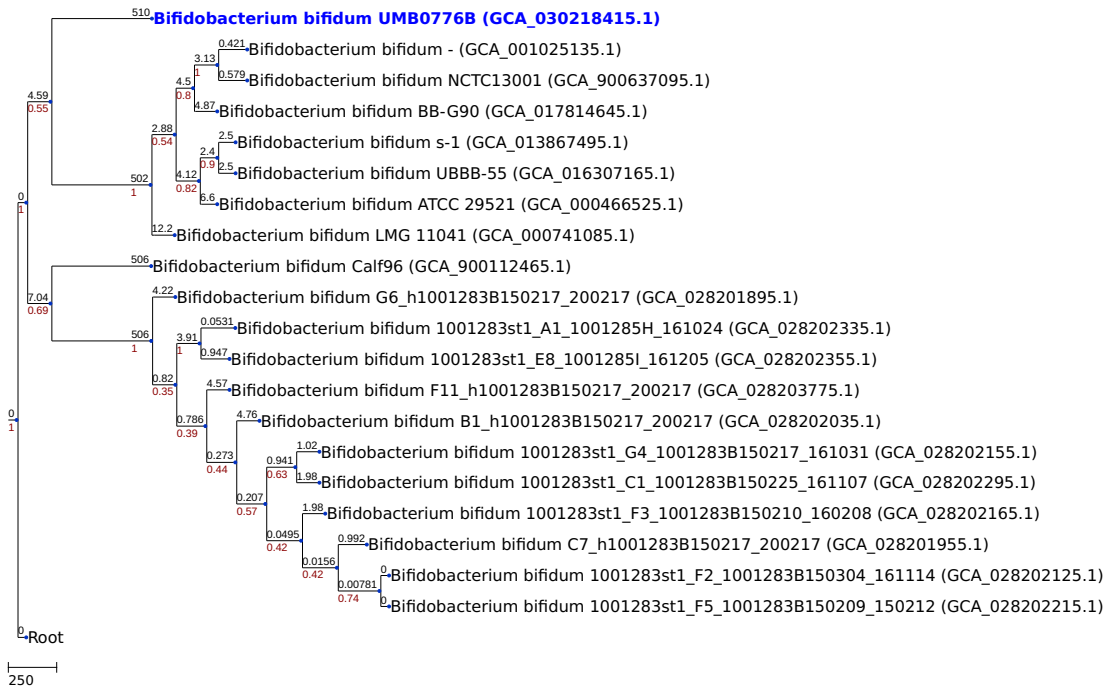 510 Bifidobacterium bifidum UMB0776B (GCA_030218415.1)
0.421 Bifidobacterium bifidum - (GCA_001025135.1)
3.13
1
0.579 Bifidobacterium bifidum NCTC13001 (GCA_900637095.1)
4.5
0.8
4.59
0.55
4.87 Bifidobacterium bifidum BB-G90 (GCA_017814645.1)
2.88
0.54
2.5 Bifidobacterium bifidum s-1 (GCA_013867495.1)
2.4
0.9
2.5 Bifidobacterium bifidum UBBB-55 (GCA_016307165.1)
4.12
0.82
502
1
6.6 Bifidobacterium bifidum ATCC 29521 (GCA_000466525.1)
0
1
12.2 Bifidobacterium bifidum LMG 11041 (GCA_000741085.1)
506 Bifidobacterium bifidum Calf96 (GCA_900112465.1)
4.22 Bifidobacterium bifidum G6_h1001283B150217_200217 (GCA_028201895.1)
7.04
0.69
0.0531 Bifidobacterium bifidum 1001283st1_A1_1001285H_161024 (GCA_028202335.1)
506
1
3.91
1
0.947 Bifidobacterium bifidum 1001283st1_E8_1001285I_161205 (GCA_028202355.1)
0.82
0.35
4.57 Bifidobacterium bifidum F11_h1001283B150217_200217 (GCA_028203775.1)
0
1
0.786
0.39
4.76 Bifidobacterium bifidum B1_h1001283B150217_200217 (GCA_028202035.1)
0.273
0.44
1.02 Bifidobacterium bifidum 1001283st1_G4_1001283B150217_161031 (GCA_028202155.1)
0.941
0.63
1.98 Bifidobacterium bifidum 1001283st1_C1_1001283B150225_161107 (GCA_028202295.1)
0.207
0.57
1.98 Bifidobacterium bifidum 1001283st1_F3_1001283B150210_160208 (GCA_028202165.1)
0.0495
0.42
0.992 Bifidobacterium bifidum C7_h1001283B150217_200217 (GCA_028201955.1)
0.0156
0.42
0 Bifidobacterium bifidum 1001283st1_F2_1001283B150304_161114 (GCA_028202125.1)
0.00781
0.74
0 Bifidobacterium bifidum 1001283st1_F5_1001283B150209_150212 (GCA_028202215.1)
0 Root
250